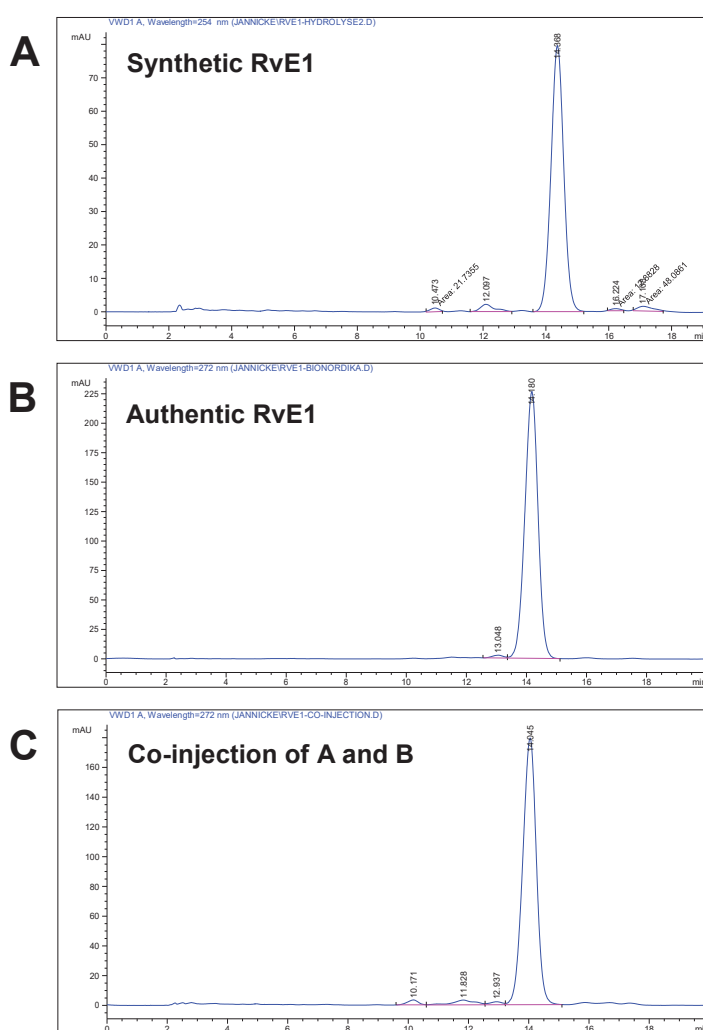 A
VWD1 A, Wavelength=254 nm (JANNICKE\RVE1-HYDROLYSE2.D)
mAU
Synthetic RvE1
14.368
70
60
50
40
30
20
10
0
10.473
Area: 21.7355
12.097
16.224
17.108
Area: 48.0861
0 2 4 6 8 10 12 14 16 18 min
B
VWD1 A, Wavelength=272 nm (JANNICKE\RVE1-BIONORDIKA.D)
mAU
Authentic RvE1
14.180
225
200
175
150
125
100
75
50
25
0
13.048
0 2 4 6 8 10 12 14 16 18 min
C
VWD1 A, Wavelength=272 nm (JANNICKE\RVE1-CO-INJECTION.D)
mAU
Co-injection of A and B
14.045
160
140
120
100
80
60
40
20
0
10.171
11.828
12.937
0 2 4 6 8 10 12 14 16 18 min